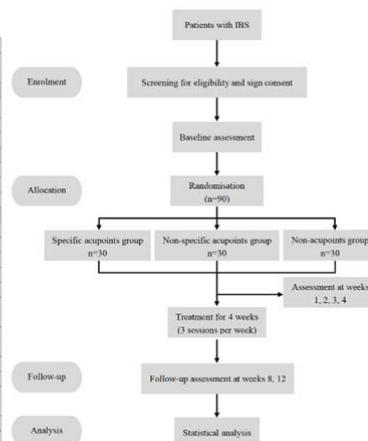 Patients with IBS
Enrolment
Screening for eligibility and sign consent
Baseline assessment
Allocation
Randomisation
(n=90)
Specific acupoints group
n=30
Non-specific acupoints group
n=30
Non-acupoints group
n=30
Assessment at weeks
1, 2, 3, 4
Treatment for 4 weeks
(3 sessions per week)
Follow-up
Follow-up assessment at weeks 8, 12
Analysis
Statistical analysis